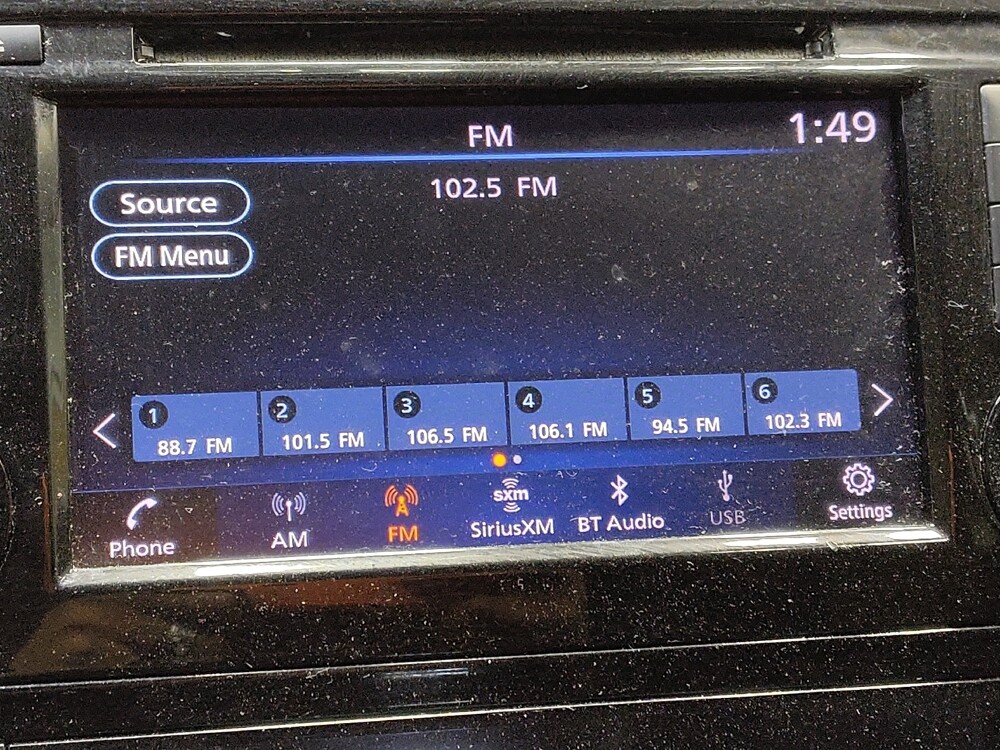 FM
1:49
102.5 FM
Source
FM Menu
1
88.7 FM
2
101.5 FM
3
106.5 FM
4
106.1 FM
5
94.5 FM
6
102.3 FM
Phone
AM
A
FM
sxm
SiriusXM
BT Audio
USB
Settings